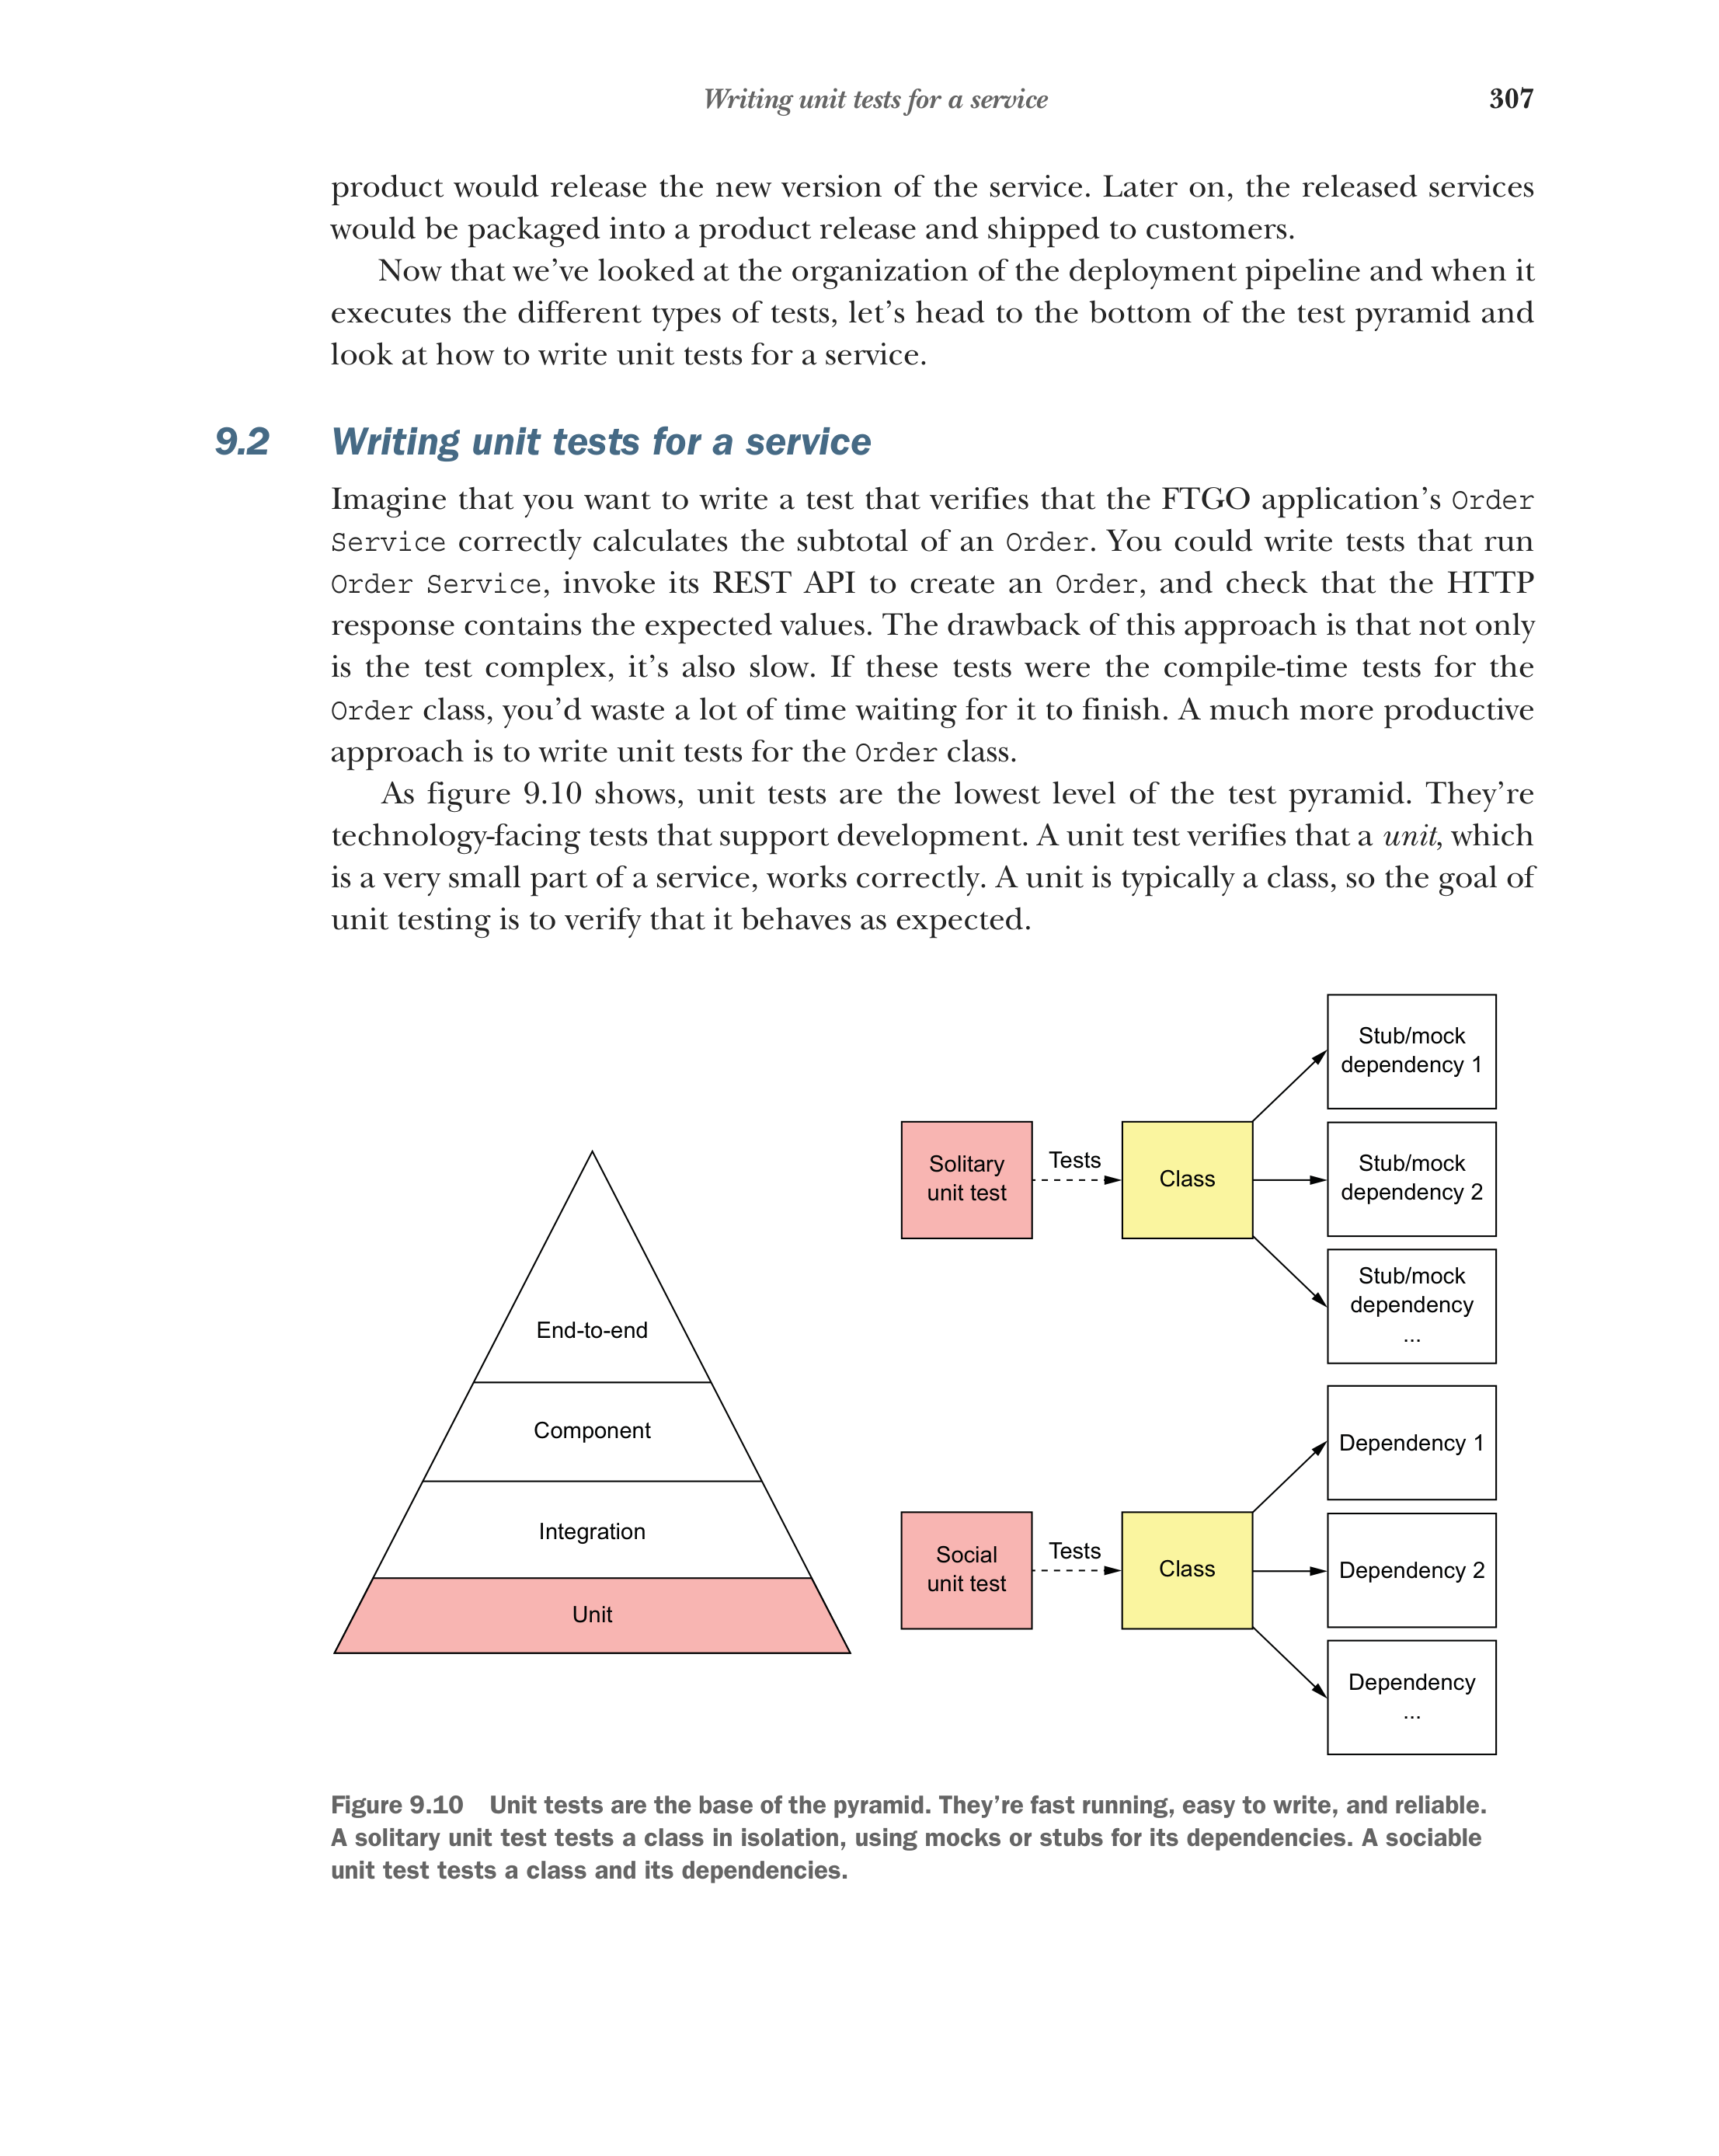 Writing unit tests for a service 307
product would release the new version of the service. Later on, the released services
would be packaged into a product release and shipped to customers.
Now that we’ve looked at the organization of the deployment pipeline and when it
executes the different types of tests, let’s head to the bottom of the test pyramid and
look at how to write unit tests for a service.
9.2 Writing unit tests for a service
Imagine that you want to write a test that verifies that the FTGO application’s Order
Service correctly calculates the subtotal of an Order. You could write tests that run
Order Service, invoke its REST API to create an Order, and check that the HTTP
response contains the expected values. The drawback of this approach is that not only
is the test complex, it’s also slow. If these tests were the compile-time tests for the
Order class, you’d waste a lot of time waiting for it to finish. A much more productive
approach is to write unit tests for the Order class.
As figure 9.10 shows, unit tests are the lowest level of the test pyramid. They’re
technology-facing tests that support development. A unit test verifies that a unit, which
is a very small part of a service, works correctly. A unit is typically a class, so the goal of
unit testing is to verify that it behaves as expected.
End-to-end
Component
Integration
Unit
Solitary
unit test
Tests
Class
Stub/mock
dependency 1
Stub/mock
dependency 2
Stub/mock
dependency
...
Social
unit test
Tests
Class
Dependency 1
Dependency 2
Dependency
...
Figure 9.10 Unit tests are the base of the pyramid. They’re fast running, easy to write, and reliable.
A solitary unit test tests a class in isolation, using mocks or stubs for its dependencies. A sociable
unit test tests a class and its dependencies.